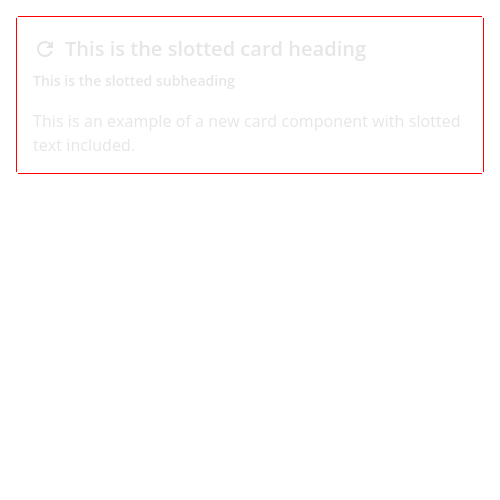 This is the slotted card heading
This is the slotted subheading
This is an example of a new card component with slotted
text included.